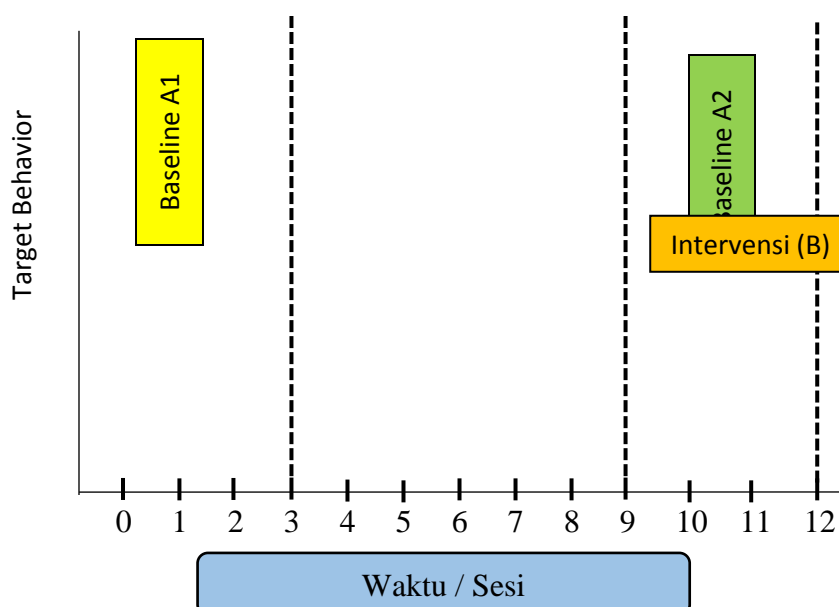 Target Behavior
Baseline A1
Baseline A2
Intervensi (B)
0 1 2 3 4 5 6 7 8 9 10 11 12
Waktu / Sesi